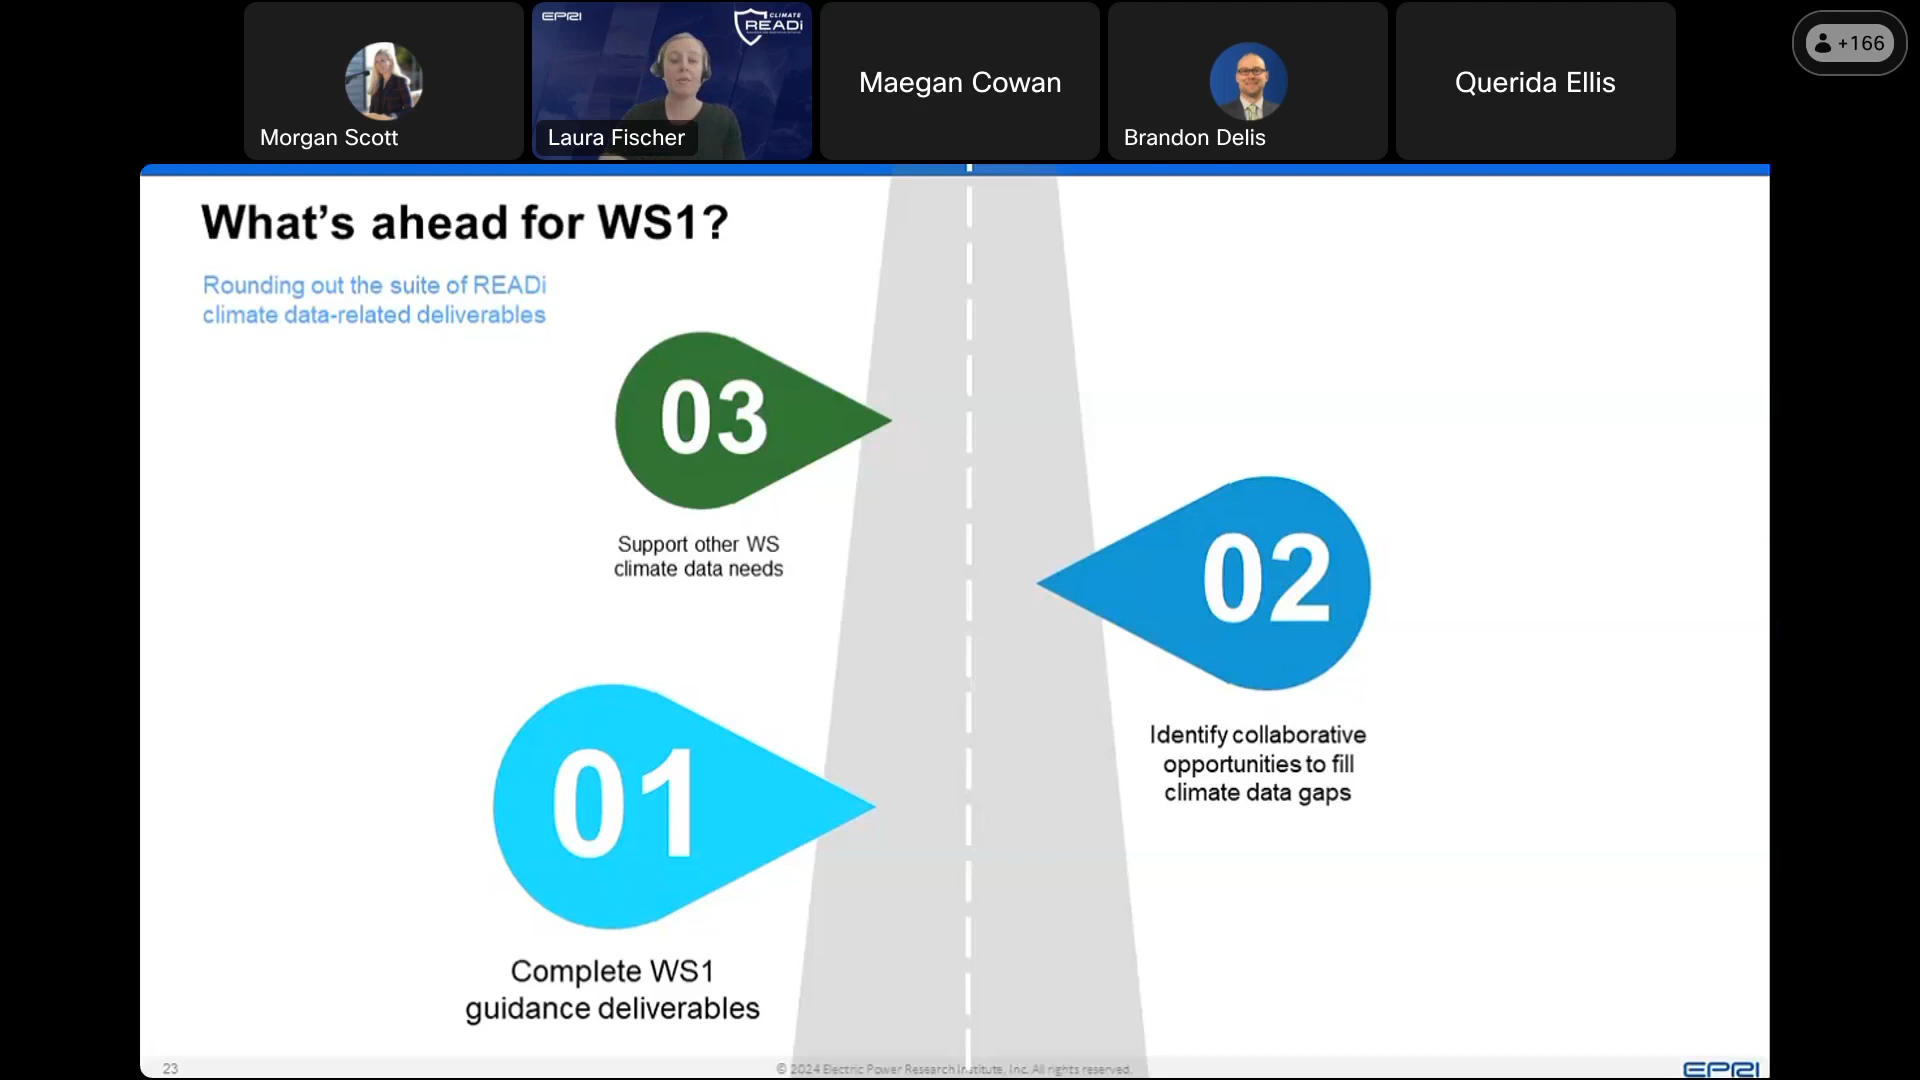 EPRI
CLIMATE
READi
Morgan Scott
Laura Fischer
Maegan Cowan
Brandon Delis
Querida Ellis
+166
What's ahead for WS1?
Rounding out the suite of READi
climate data-related deliverables
03
Support other WS
climate data needs
02
Identify collaborative
opportunities to fill
climate data gaps
01
Complete WS1
guidance deliverables
23
© 2024 Electric Power Research Institute, Inc. All rights reserved.
EPRI